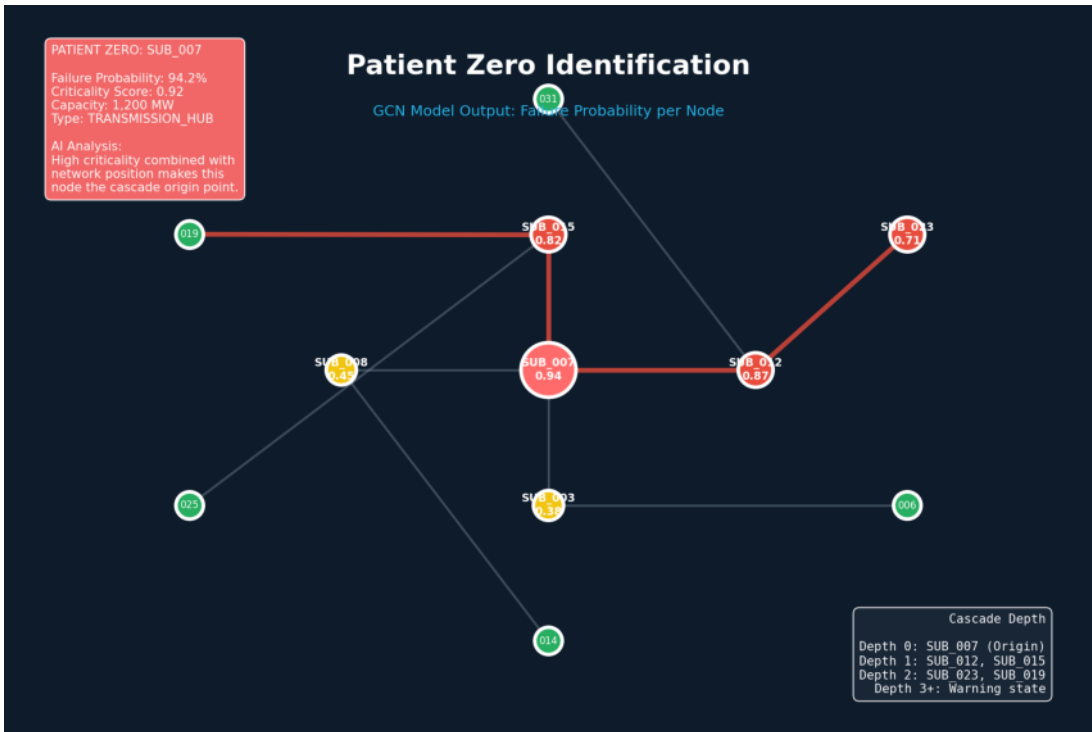 PATIENT ZERO: SUB_007
Failure Probability: 94.2%
Criticality Score: 0.92
Capacity: 1,200 MW
Type: TRANSMISSION_HUB
AI Analysis:
High criticality combined with
network position makes this
node the cascade origin point.
Patient Zero Identification
031
GCN Model Output: Failure Probability per Node
019
SUB_015
0.82
SUB_023
0.71
SUB_008
0.45
SUB_007
0.94
SUB_012
0.87
025
SUB_003
0.38
006
014
Cascade Depth
Depth 0: SUB_007 (Origin)
Depth 1: SUB_012, SUB_015
Depth 2: SUB_023, SUB_019
Depth 3+: Warning state